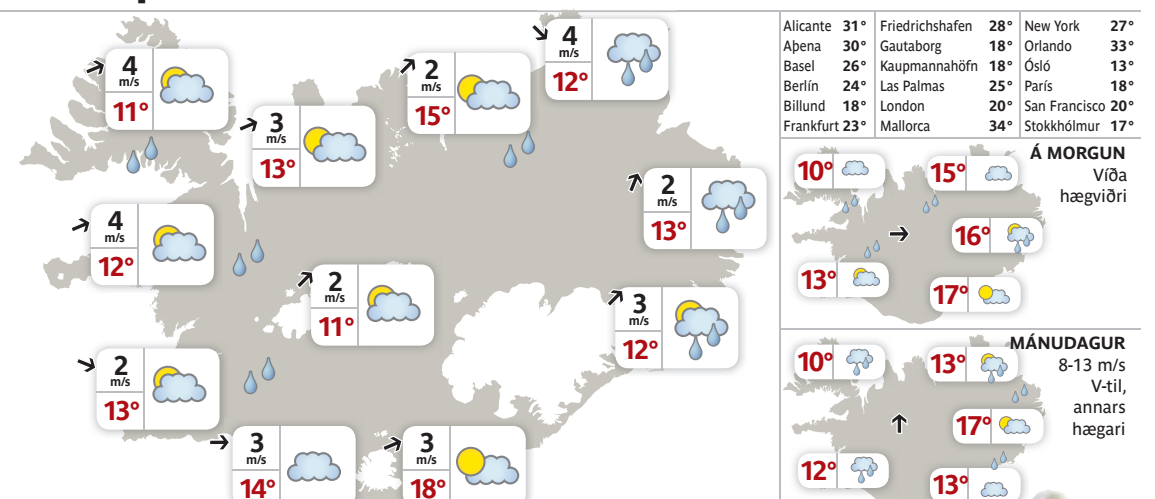 4
m/s
11°
3
m/s
13°
2
m/s
15°
4
m/s
12°
4
m/s
12°
2
m/s
11°
2
m/s
13°
3
m/s
12°
2
m/s
13°
3
m/s
14°
3
m/s
18°
Alicante 31° Friedrichshafen 28° New York 27°
Aþena 30° Gautaborg 18° Orlando 33°
Basel 26° Kaupmannahöfn 18° Ósló 13°
Berlín 24° Las Palmas 25° París 18°
Billund 18° London 20° San Francisco 20°
Frankfurt 23° Mallorca 34° Stokkhólmur 17°
Á MORGUN
Víða
hægviðri
10°
15°
16°
13°
17°
MÁNUDAGUR
8-13 m/s
V-til,
annars
hægari
10°
13°
17°
12°
13°